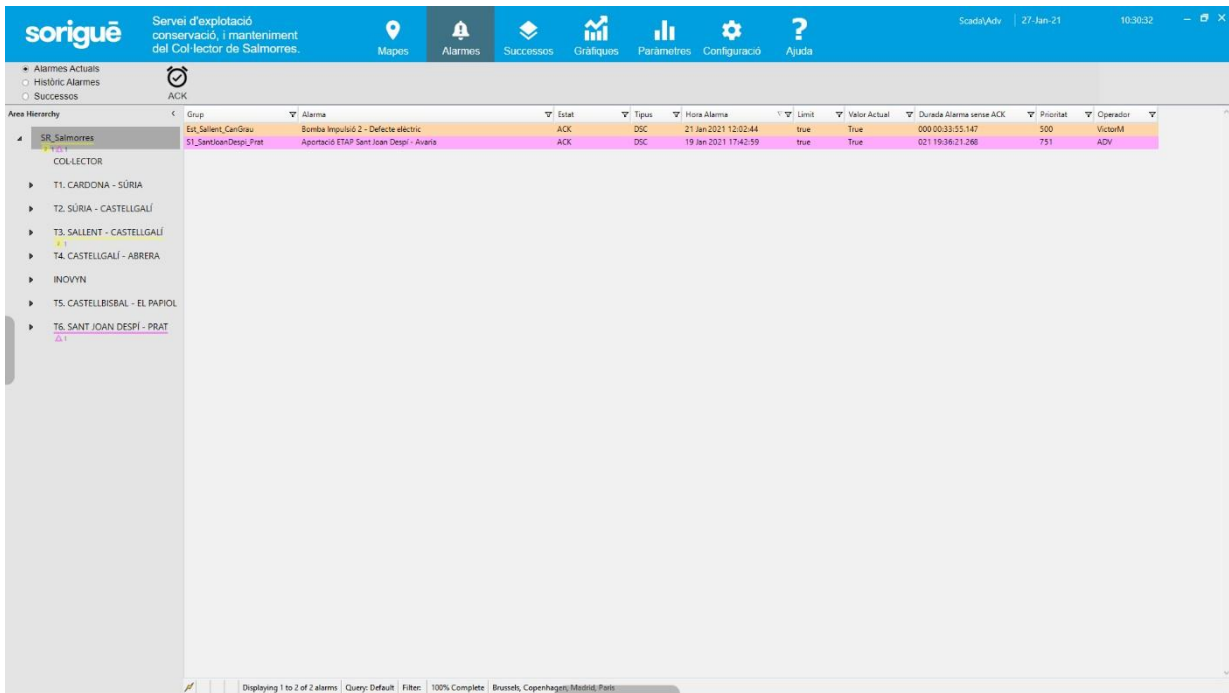 sorigué
Servei d'explotació
conservació, i manteniment
del Col·lector de Salmorres.
Mapes
Alarmes
Successos
Gràfiques
Paràmetres
Configuració
Ajuda
Scada\Adv
27-Jan-21
10:30:32
Alarmes Actuals
Històric Alarmes
Successos
ACK
Area Hierarchy
SR_Salmorres
COL·LECTOR
T1. CARDONA - SÚRIA
T2. SÚRIA - CASTELLGALÍ
T3. SALLENT - CASTELLGALÍ
1
T4. CASTELLGALÍ - ABRERA
INOVYN
T5. CASTELLBISBAL - EL PAPIOL
T6. SANT JOAN DESPÍ - PRAT
1
Grup Alarma Estat Tipus Hora Alarma Limit Valor Actual Durada Alarma sense ACK Prioritat Operador
Est_Sallent_CanGrau Bomba Impulsió 2 - Defecte elèctric ACK DSC 21 Jan 2021 12:02:44 true True 000 00:33:55.147 500 VictorM
S1_SantJoanDespi_Prat Aportació ETAP Sant Joan Despí - Avaria ACK DSC 19 Jan 2021 17:42:59 true True 021 19:36:21.268 751 ADV
Displaying 1 to 2 of 2 alarms Query: Default Filter: 100% Complete Brussels, Copenhagen, Madrid, Paris